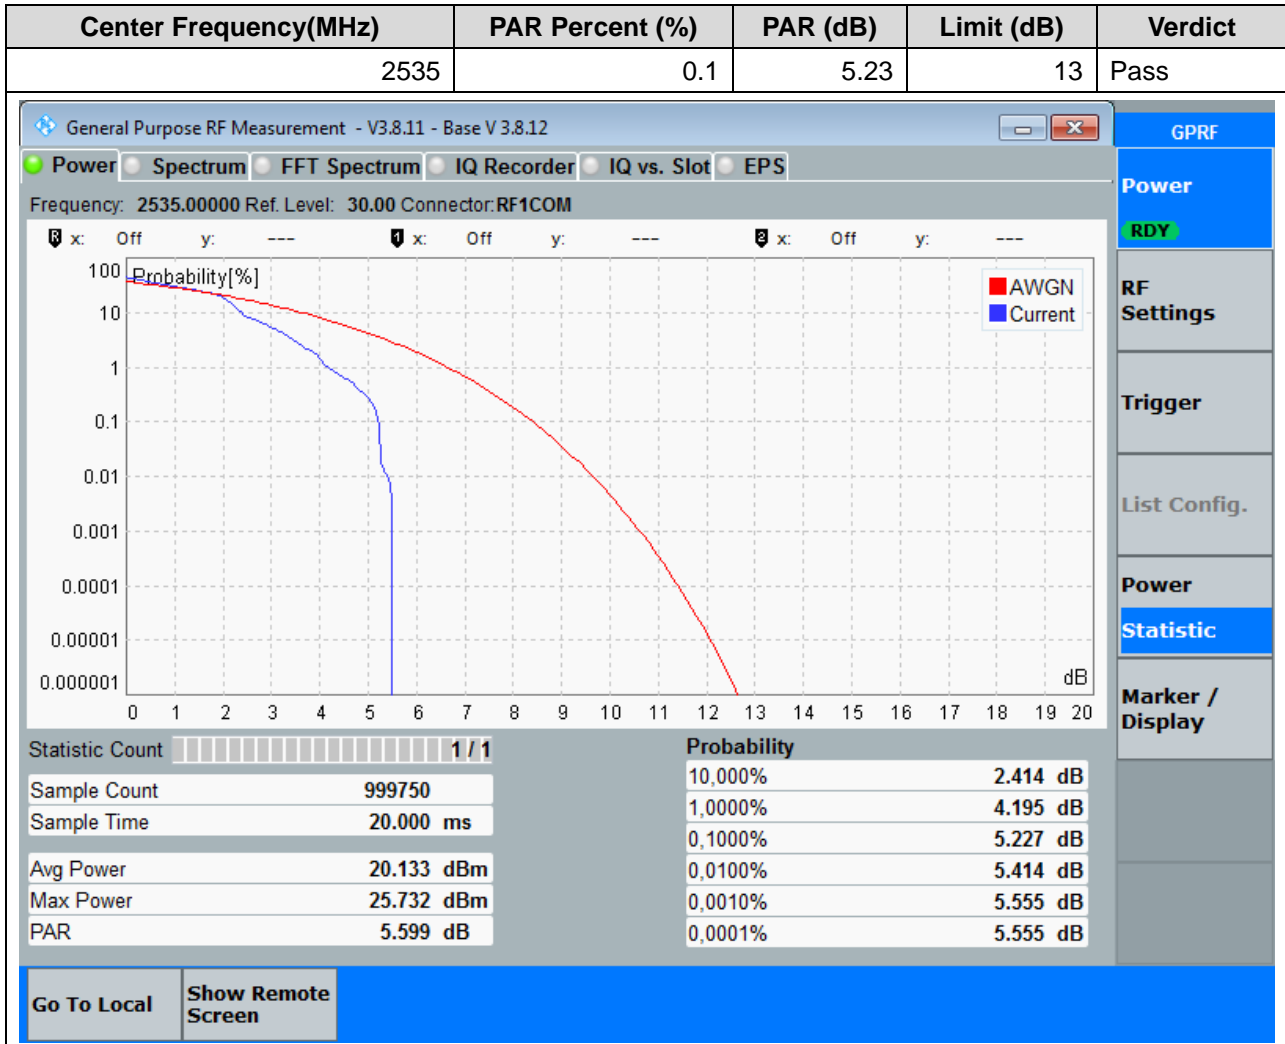 Center Frequency(MHz) PAR Percent (%) PAR (dB) Limit (dB) Verdict
2535 0.1 5.23 13 Pass
General Purpose RF Measurement - V3.8.11 - Base V 3.8.12
GPRF
Power Spectrum FFT Spectrum IQ Recorder IQ vs. Slot EPS
Power
RDY
Frequency: 2535.00000 Ref. Level: 30.00 Connector:RF1COM
R x: Off y: --- 1 x: Off y: --- 2 x: Off y: ---
Probability[%]
AWGN
Current
100
10
1
0.1
0.01
0.001
0.0001
0.00001
0.000001
dB
0 1 2 3 4 5 6 7 8 9 10 11 12 13 14 15 16 17 18 19 20
RF
Settings
Trigger
List Config.
Power
Statistic
Marker /
Display
Statistic Count 1 / 1
Sample Count 999750
Sample Time 20.000 ms
Avg Power 20.133 dBm
Max Power 25.732 dBm
PAR 5.599 dB
Probability
10,000% 2.414 dB
1,0000% 4.195 dB
0,1000% 5.227 dB
0,0100% 5.414 dB
0,0010% 5.555 dB
0,0001% 5.555 dB
Go To Local
Show Remote
Screen